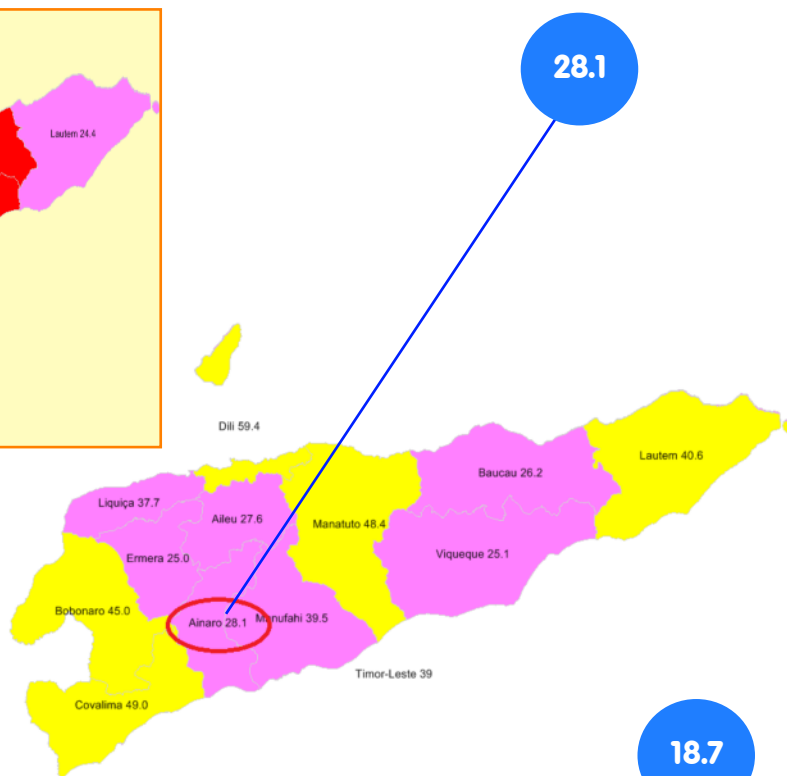 28.1
Lautem 24.4
Dili 59.4
Lautem 40.6
Baucau 26.2
Liquiça 37.7
Aileu 27.6
Manatuto 48.4
Viqueque 25.1
Ermera 25.0
Bobonaro 45.0
Ainaro 28.1
Manufahi 39.5
Timor-Leste 39
Covalima 49.0
18.7